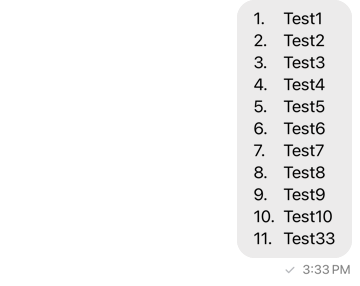 1. Test1
2. Test2
3. Test3
4. Test4
5. Test5
6. Test6
7. Test7
8. Test8
9. Test9
10. Test10
11. Test33
✓ 3:33 PM